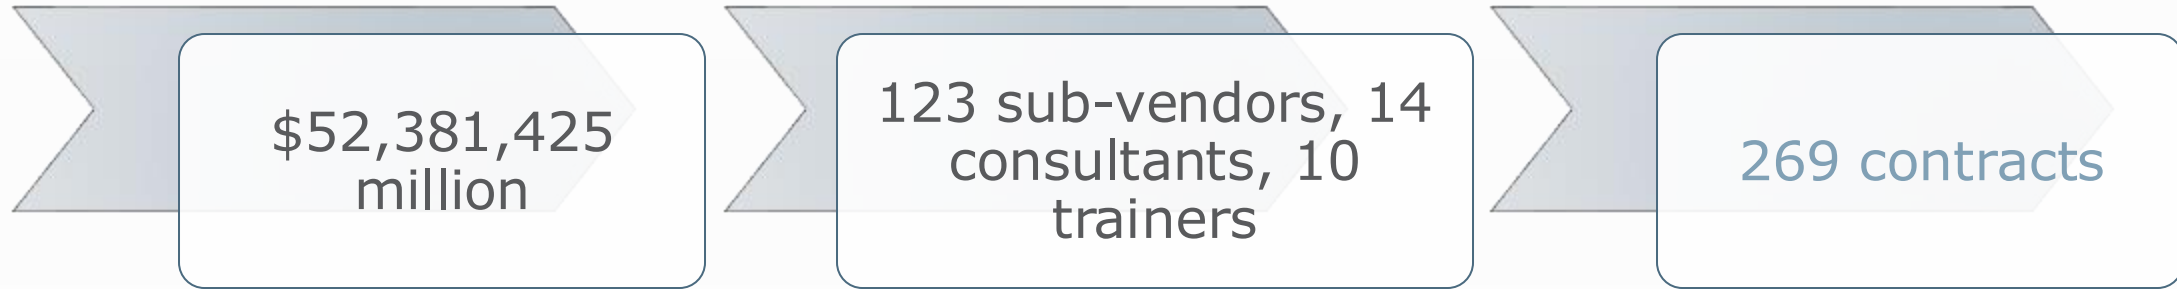 $52,381,425
million
123 sub-vendors, 14
consultants, 10
trainers
269 contracts